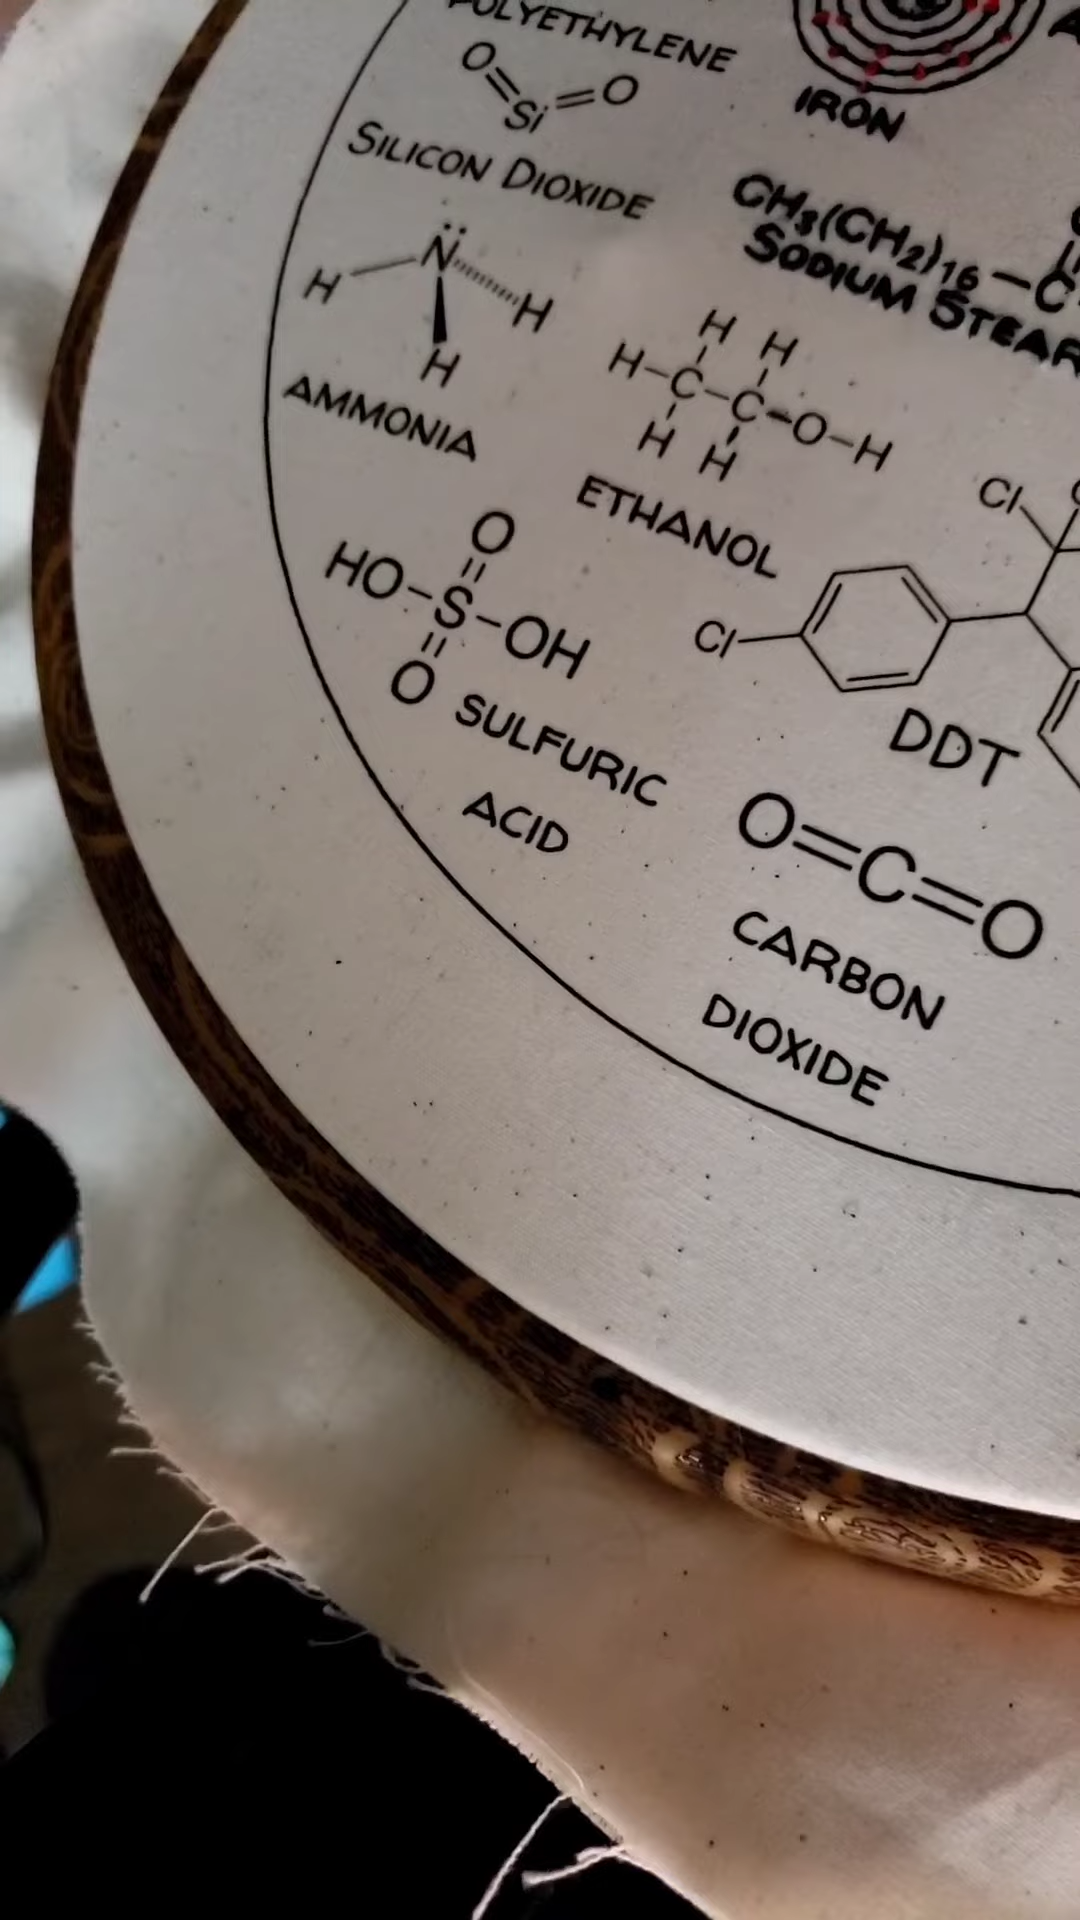 POLYETHYLENE
O=Si=O
SILICON DIOXIDE
IRON
CH3(CH2)16—C
SODIUM STEAR
N
H H
H
AMMONIA
H H
H-C-C-O-H
H H
ETHANOL
O
HO-S-OH
O
SULFURIC
ACID
Cl
Cl
DDT
O=C=O
CARBON
DIOXIDE